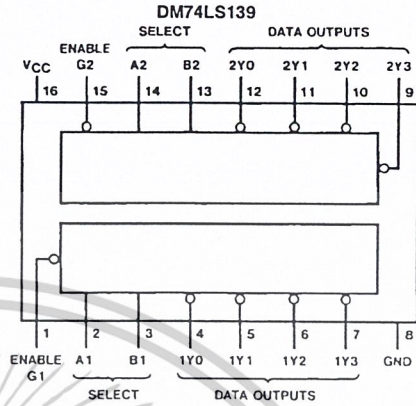 DM74LS139
SELECT DATA OUTPUTS
ENABLE
VCC G2 A2 B2 2Y0 2Y1 2Y2 2Y3
16 15 14 13 12 11 10 9
1 2 3 4 5 6 7 8
ENABLE A1 B1 1Y0 1Y1 1Y2 1Y3 GND
G1
SELECT DATA OUTPUTS